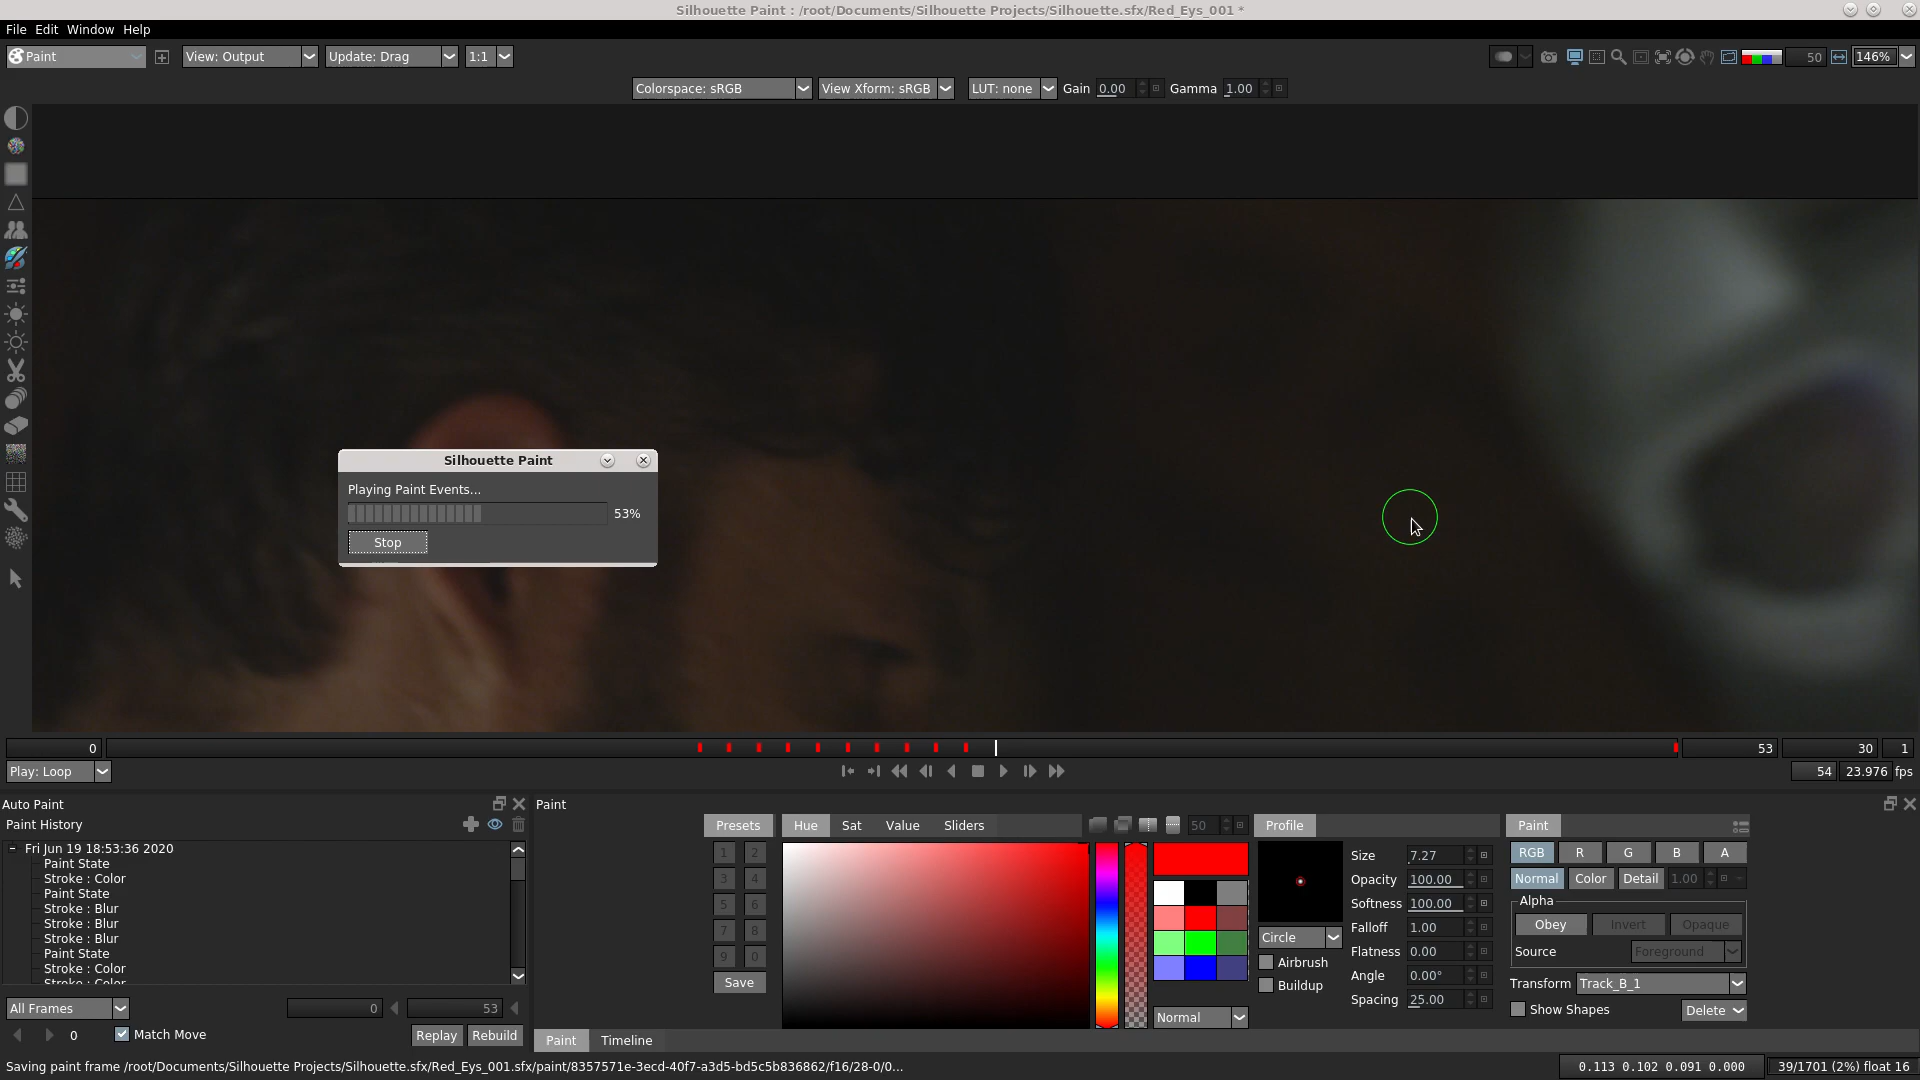 Silhouette Paint : /root/Documents/Silhouette Projects/Silhouette.sfx/Red_Eys_001 *
File Edit Window Help
Paint View: Output Update: Drag 1:1 50 146%
Colorspace: sRGB View Xform: sRGB LUT: none Gain 0.00 Gamma 1.00
Silhouette Paint
Playing Paint Events...
53%
Stop
0 53 30 1
Play: Loop 54 23.976 fps
Auto Paint
Paint History
Fri Jun 19 18:53:36 2020
Paint State
Stroke : Color
Paint State
Stroke : Blur
Stroke : Blur
Stroke : Blur
Paint State
Stroke : Color
Stroke : Color
All Frames 0 53
0 Match Move Replay Rebuild
Paint
Presets
1 2
3 4
5 6
7 8
9 0
Save
Hue Sat Value Sliders 50
Normal
Profile
Circle
Airbrush
Buildup
Size 7.27
Opacity 100.00
Softness 100.00
Falloff 1.00
Flatness 0.00
Angle 0.00°
Spacing 25.00
Paint
RGB R G B A
Normal Color Detail 1.00
Alpha
Obey Invert Opaque
Source Foreground
Transform Track_B_1
Show Shapes Delete
Paint Timeline
Saving paint frame /root/Documents/Silhouette Projects/Silhouette.sfx/Red_Eys_001.sfx/paint/8357571e-3ecd-40f7-a3d5-bd5c5b836862/f16/28-0/0...
0.113 0.102 0.091 0.000 39/1701 (2%) float 16